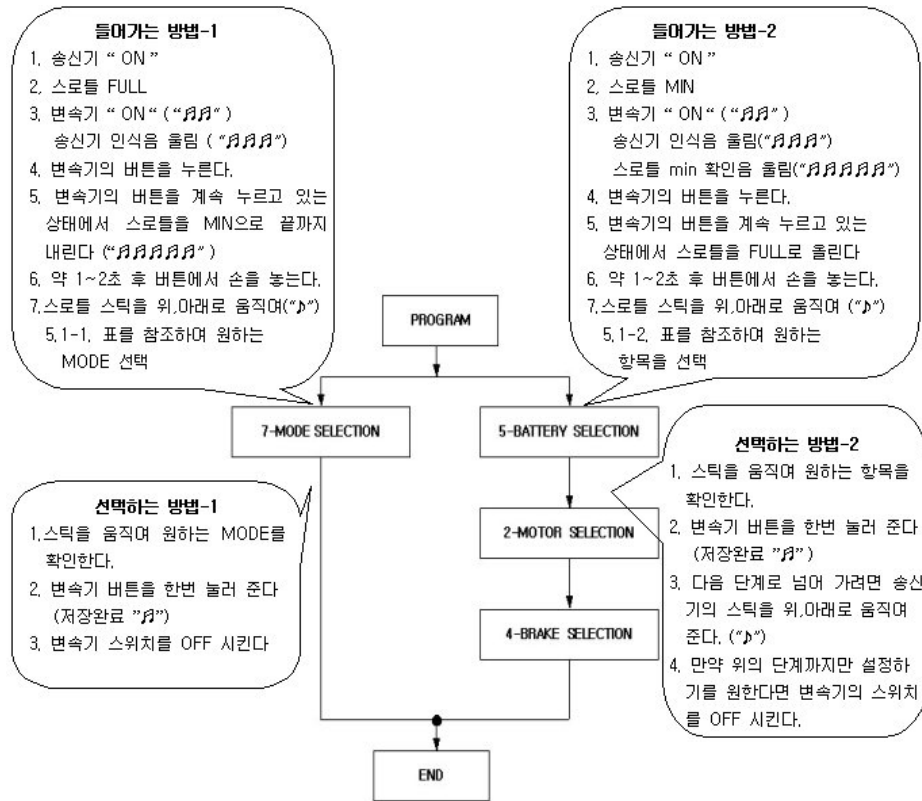 들어가는 방법-1
1, 송신기 “ ON ”
2, 스로틀 FULL
3, 변속기 “ ON “ ( “♬♬” )
송신기 인식음 울림 ( “♬♬♬”)
4, 변속기의 버튼을 누른다.
5, 변속기의 버튼을 계속 누르고 있는
상태에서 스로틀을 MIN으로 끝까지
내린다 (“♬♬♬♬♬” )
6, 약 1~2초 후 버튼에서 손을 놓는다.
7,스로틀 스틱을 위,아래로 움직여(“♪”)
5,1-1, 표를 참조하여 원하는
MODE 선택
들어가는 방법-2
1, 송신기 “ ON ”
2, 스로틀 MIN
3, 변속기 “ ON “ ( “♬♬” )
송신기 인식음 울림(“♬♬♬”)
스로틀 min 확인음 울림(“♬♬♬♬♬”)
4, 변속기의 버튼을 누른다.
5, 변속기의 버튼을 계속 누르고 있는
상태에서 스로틀을 FULL로 올린다
6, 약 1~2초 후 버튼에서 손을 놓는다.
7,스로틀 스틱을 위,아래로 움직여 (“♪”)
5,1-2, 표를 참조하여 원하는
항목을 선택
PROGRAM
7-MODE SELECTION
5-BATTERY SELECTION
선택하는 방법-1
1,스틱을 움직여 원하는 MODE를
확인한다.
2, 변속기 버튼을 한번 눌러 준다
(저장완료 ”♬”)
3, 변속기 스위치를 OFF 시킨다
2-MOTOR SELECTION
4-BRAKE SELECTION
선택하는 방법-2
1, 스틱을 움직여 원하는 항목을
확인한다.
2, 변속기 버튼을 한번 눌러 준다
(저장완료 ”♬” )
3, 다음 단계로 넘어 가려면 송신
기의 스틱을 위,아래로 움직여
준다, (“♪”)
4, 만약 위의 단계까지만 설정하
기를 원한다면 변속기의 스위치
를 OFF 시킨다.
END